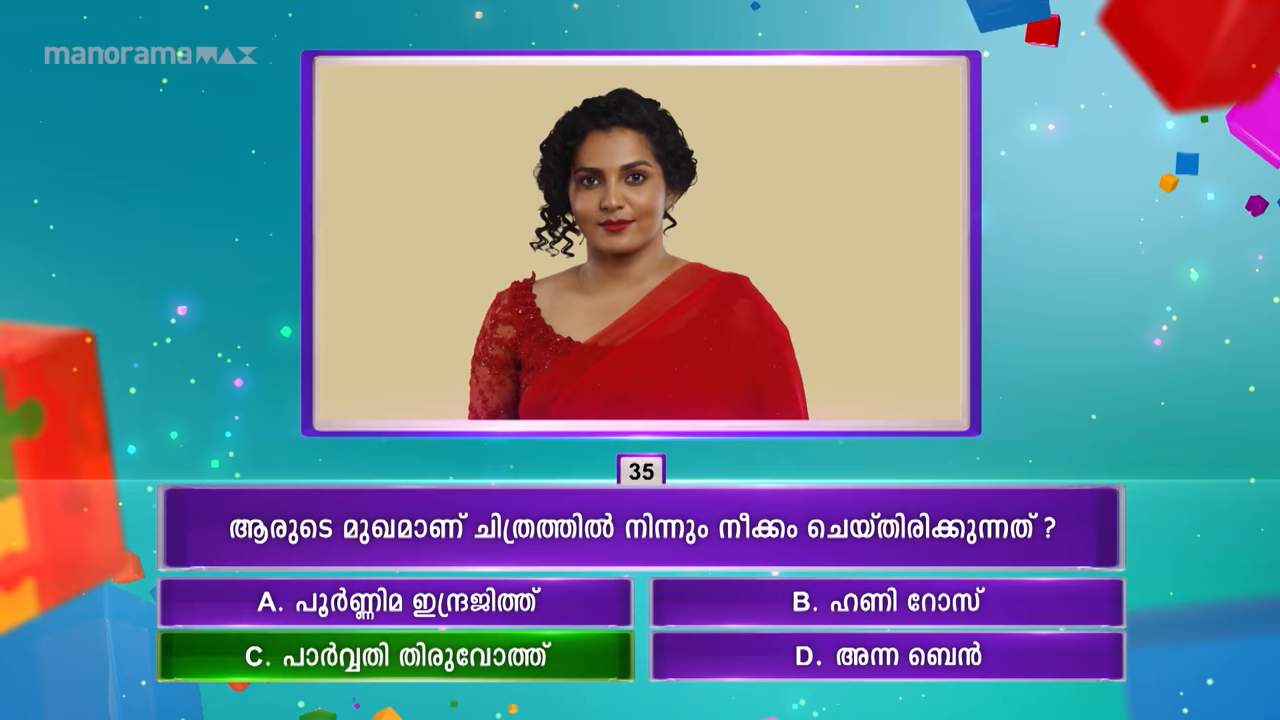 manoramaMAX
35
ആരുടെ മുഖമാണ് ചിത്രത്തിൽ നിന്നും നീക്കം ചെയ്തിരിക്കുന്നത് ?
A. പൂർണ്ണിമ ഇന്ദ്രജിത്ത്
B. ഹണി റോസ്
C. പാർവ്വതി തിരുവോത്ത്
D. അന്ന ബെൻ